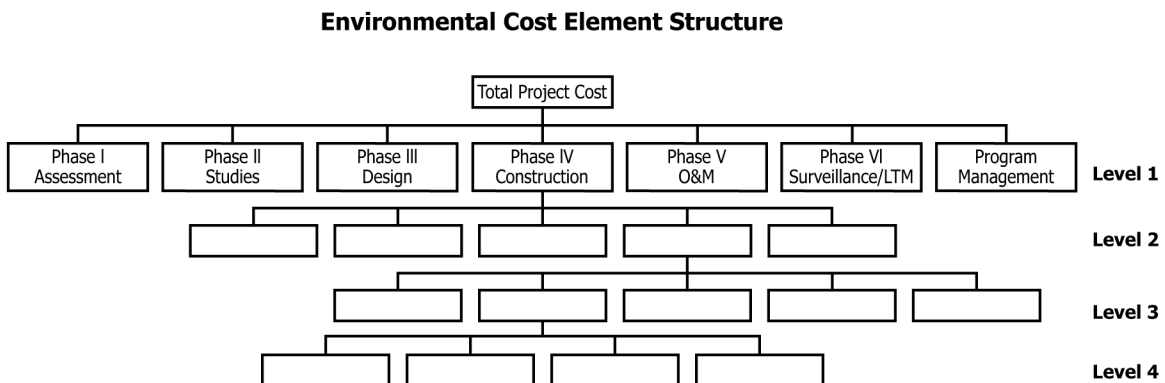 Environmental Cost Element Structure
Total Project Cost
Phase I
Assessment
Phase II
Studies
Phase III
Design
Phase IV
Construction
Phase V
O&M
Phase VI
Surveillance/LTM
Program
Management
Level 1
Level 2
Level 3
Level 4